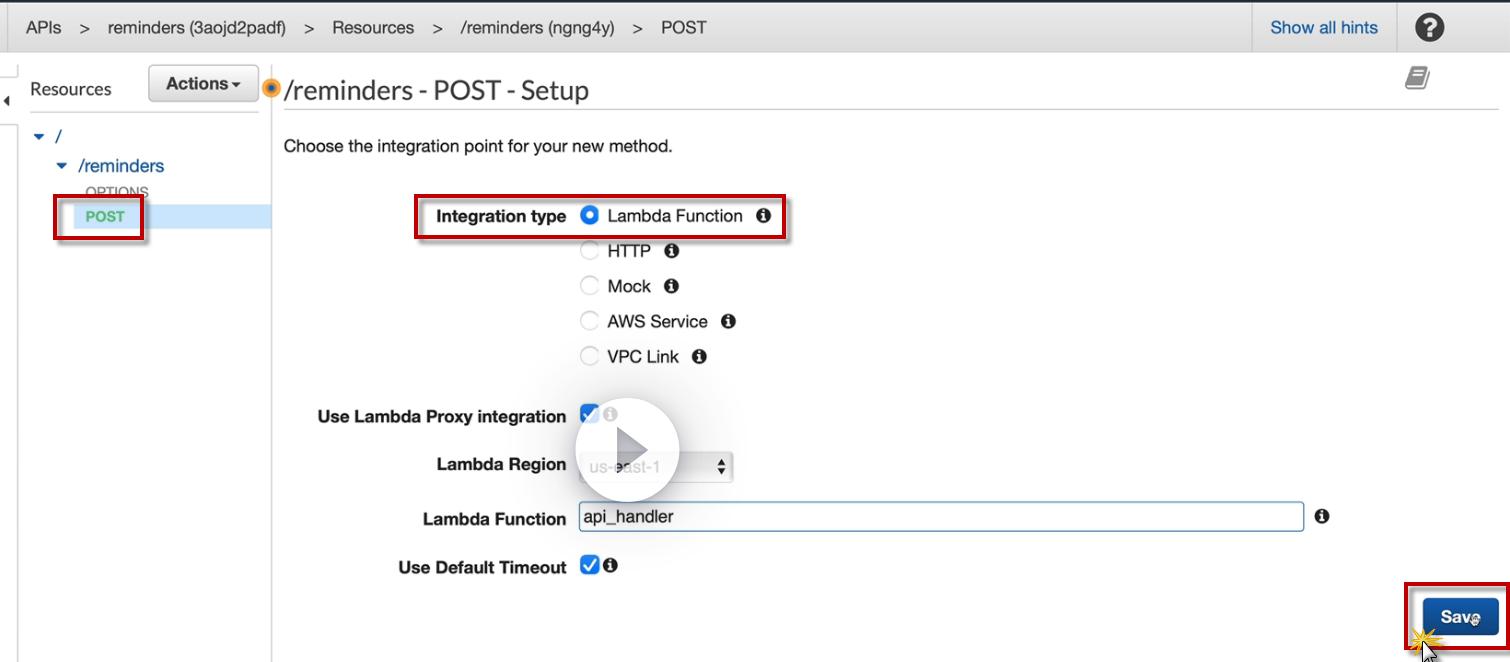 APIs > reminders (3aojd2padf) > Resources > /reminders (ngng4y) > POST Show all hints ?
Resources Actions
/reminders - POST - Setup
/
/reminders
OPTIONS
POST
Choose the integration point for your new method.
Integration type Lambda Function
HTTP
Mock
AWS Service
VPC Link
Use Lambda Proxy integration
Lambda Region us-east-1
Lambda Function api_handler
Use Default Timeout
Save